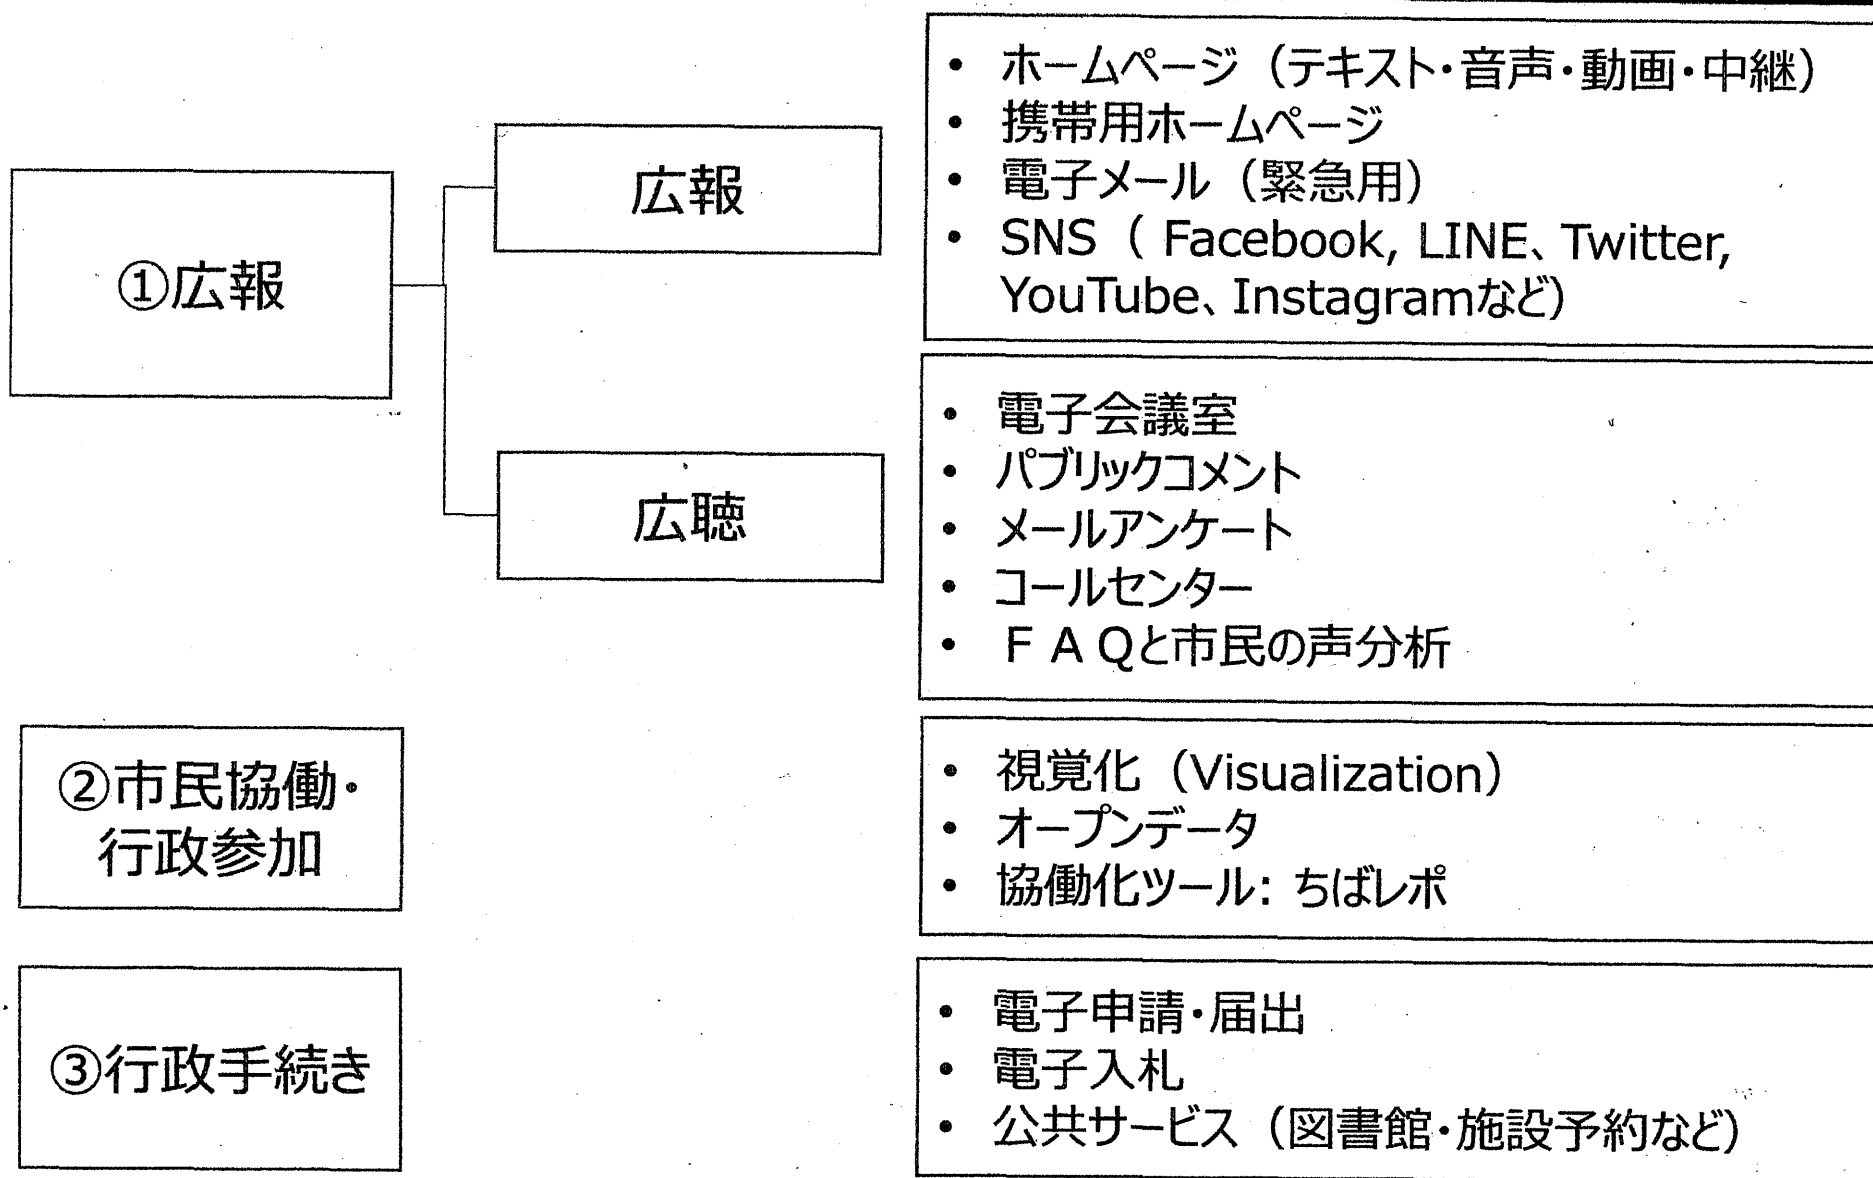 ①広報
広報
• ホームページ（テキスト・音声・動画・中継）
• 携帯用ホームページ
• 電子メール（緊急用）
• SNS（ Facebook, LINE、Twitter,
YouTube、Instagramなど）
広聴
• 電子会議室
• パブリックコメント
• メールアンケート
• コールセンター
• ＦＡＱと市民の声分析
②市民協働・
行政参加
• 視覚化（Visualization）
• オープンデータ
• 協働化ツール: ちばレポ
③行政手続き
• 電子申請・届出
• 電子入札
• 公共サービス（図書館・施設予約など）